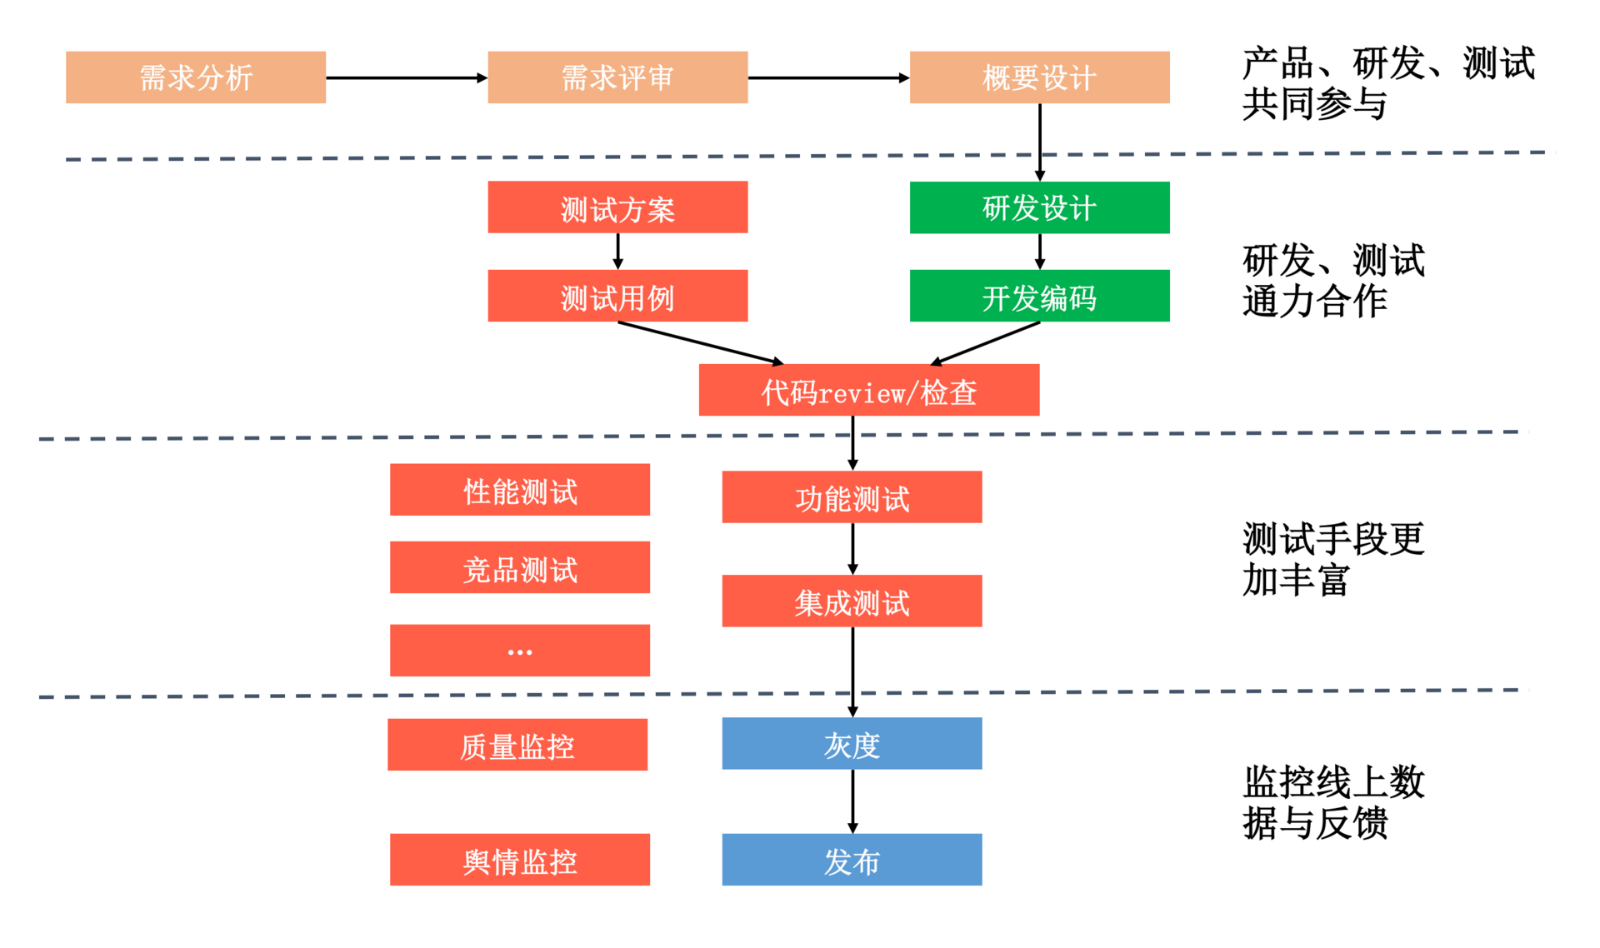 需求分析
需求评审
概要设计
产品、研发、测试
共同参与
测试方案
研发设计
测试用例
开发编码
研发、测试
通力合作
代码review/检查
性能测试
功能测试
竞品测试
集成测试
...
测试手段更
加丰富
质量监控
灰度
舆情监控
发布
监控线上数
据与反馈